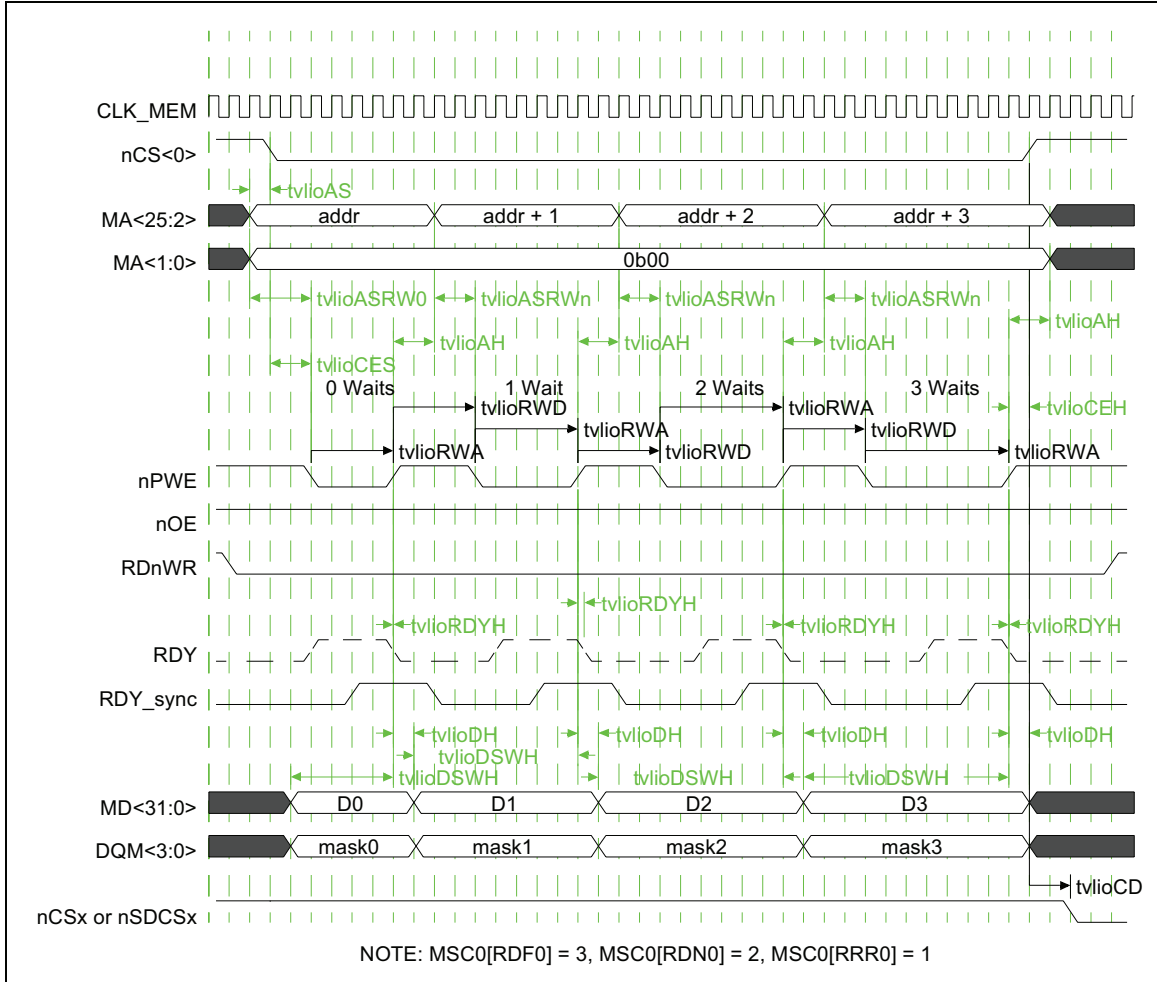 CLK_MEM
nCS<0>
tvlioAS
MA<25:2> addr addr + 1 addr + 2 addr + 3
MA<1:0> 0b00
tvlioASRW0 tvlioASRWn tvlioASRWn tvlioASRWn
tvlioAH
tvlioAH tvlioAH tvlioAH
tvlioCES
0 Waits 1 Wait 2 Waits 3 Waits
tvlioRWD tvlioRWA tvlioCEH
tvlioRWA tvlioRWD
tvlioRWA tvlioRWD tvlioRWA
nPWE
nOE
RDnWR
tvlioRDYH
tvlioRDYH tvlioRDYH tvlioRDYH
RDY
RDY_sync
tvlioDH tvlioDH tvlioDH tvlioDH
tvlioDSWH
tvlioDSWH tvlioDSWH tvlioDSWH
MD<31:0> D0 D1 D2 D3
DQM<3:0> mask0 mask1 mask2 mask3
tvlioCD
nCSx or nSDCSx
NOTE: MSC0[RDF0] = 3, MSC0[RDN0] = 2, MSC0[RRR0] = 1